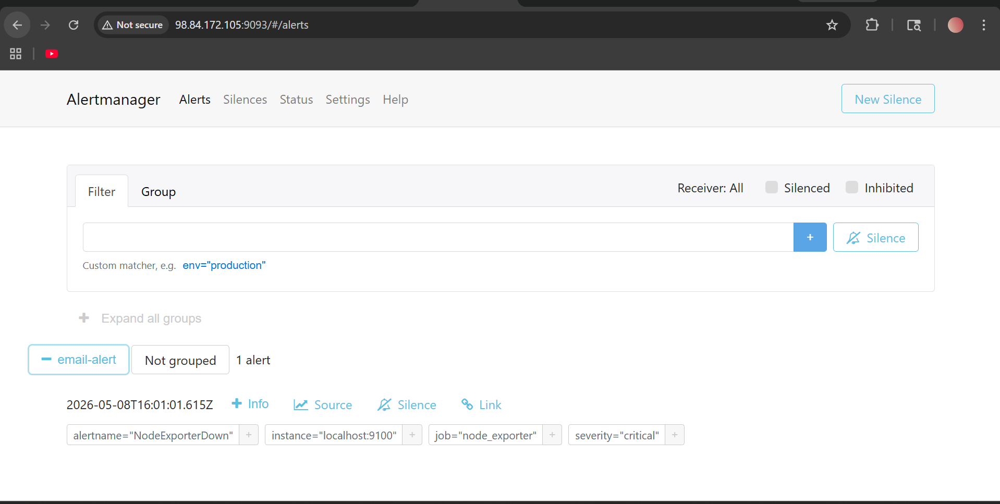 Not secure 98.84.172.105:9093/#/alerts
Alertmanager Alerts Silences Status Settings Help New Silence
Filter Group Receiver: All Silenced Inhibited
+ Silence
Custom matcher, e.g. env="production"
+ Expand all groups
− email-alert Not grouped 1 alert
2026-05-08T16:01:01.615Z + Info Source Silence Link
alertname="NodeExporterDown" + instance="localhost:9100" + job="node_exporter" + severity="critical" +